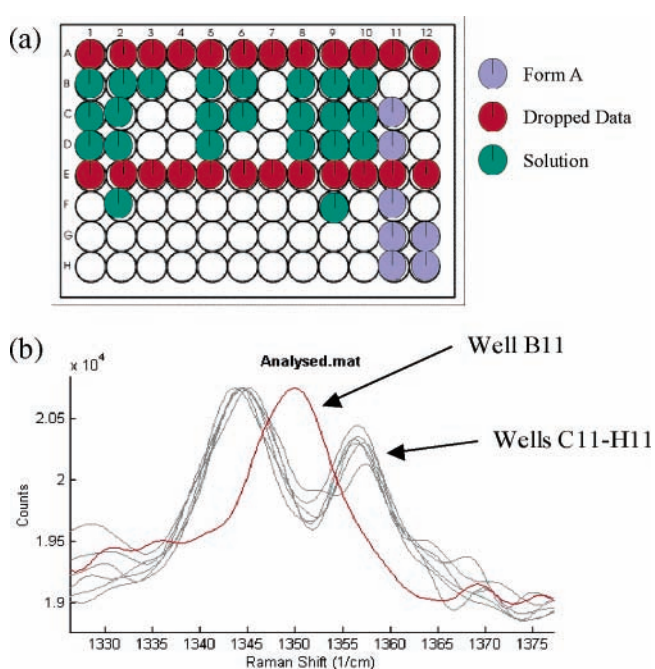 (a)
1 2 3 4 5 6 7 8 9 10 11 12
A
B
C
D
E
F
G
H
Form A
Dropped Data
Solution
(b)
Analysed.mat
x 10⁴
Well B11
Wells C11-H11
2.05
2
1.95
1.9
Counts
1330 1335 1340 1345 1350 1355 1360 1365 1370 1375
Raman Shift (1/cm)